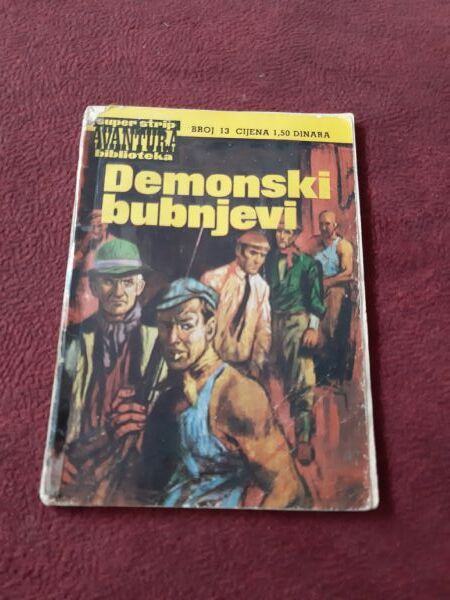 super strip
AVANTURA
biblioteka
BROJ 13 CIJENA 1,50 DINARA
Demonski
bubnjevi